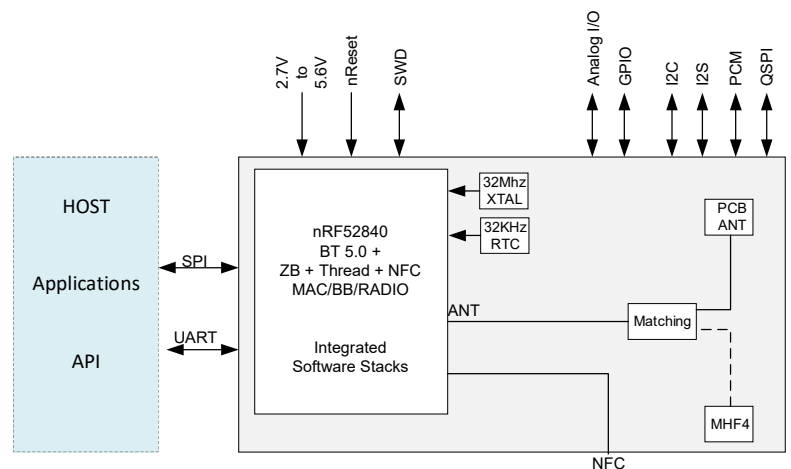 2.7V
to
5.6V
nReset
SWD
Analog I/O
GPIO
I2C
I2S
PCM
QSPI
HOST
Applications
API
SPI
UART
nRF52840
BT 5.0 +
ZB + Thread + NFC
MAC/BB/RADIO
Integrated
Software Stacks
32Mhz
XTAL
32KHz
RTC
ANT
Matching
PCB
ANT
MHF4
NFC